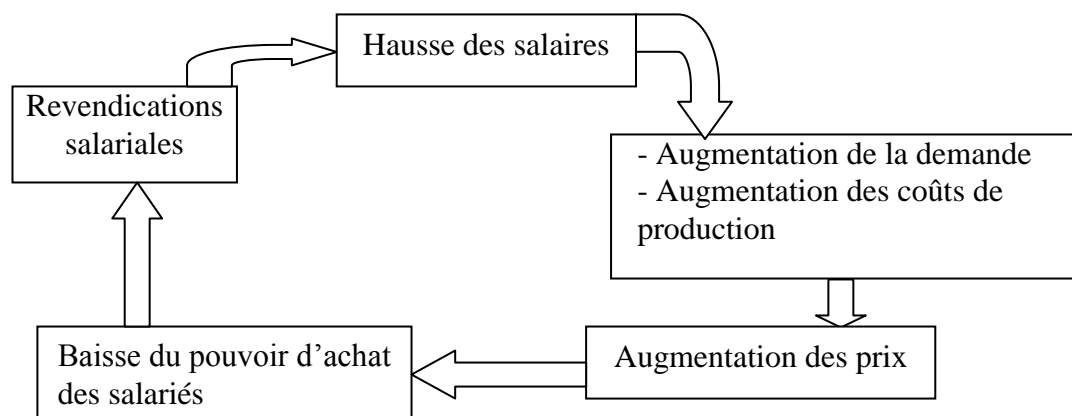 Hausse des salaires
Revendications
salariales
- Augmentation de la demande
- Augmentation des coûts de
production
Baisse du pouvoir d’achat
des salariés
Augmentation des prix